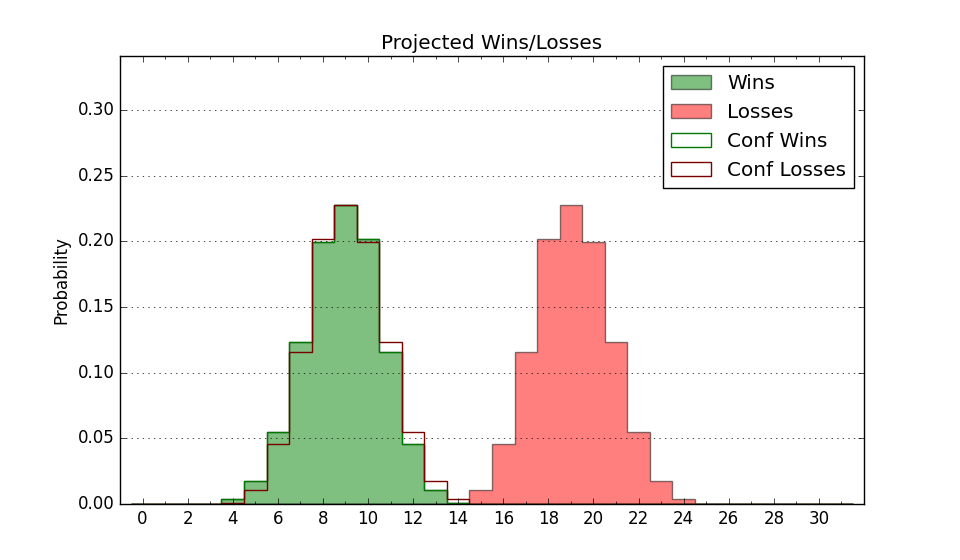 Projected Wins/Losses
Wins
Losses
Conf Wins
Conf Losses
Probability
0.30
0.25
0.20
0.15
0.10
0.05
0.00
0 2 4 6 8 10 12 14 16 18 20 22 24 26 28 30